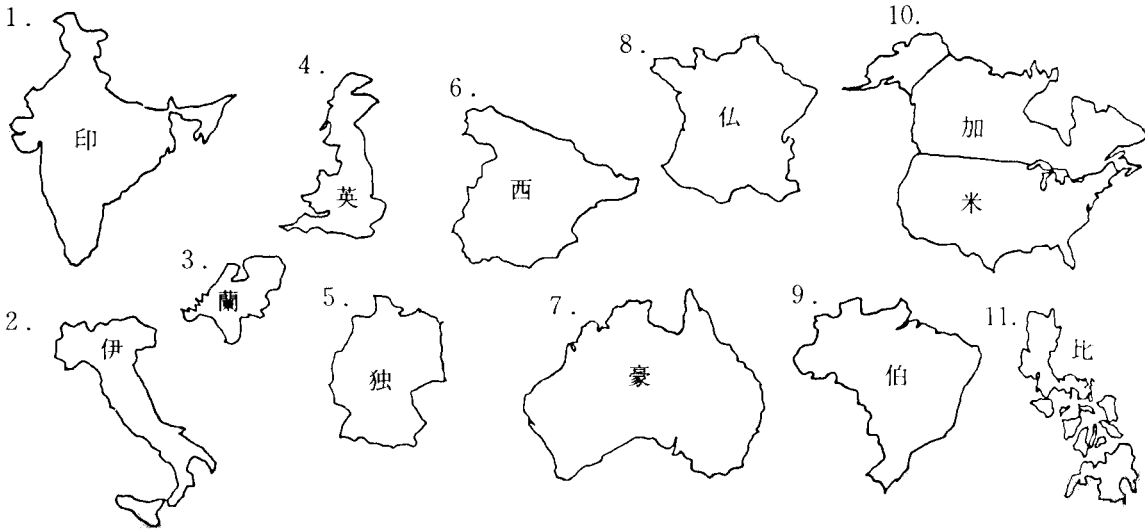 1. 印
2. 伊
3. 蘭
4. 英
5. 独
6. 西
7. 豪
8. 仏
9. 伯
10. 加
米
11. 比